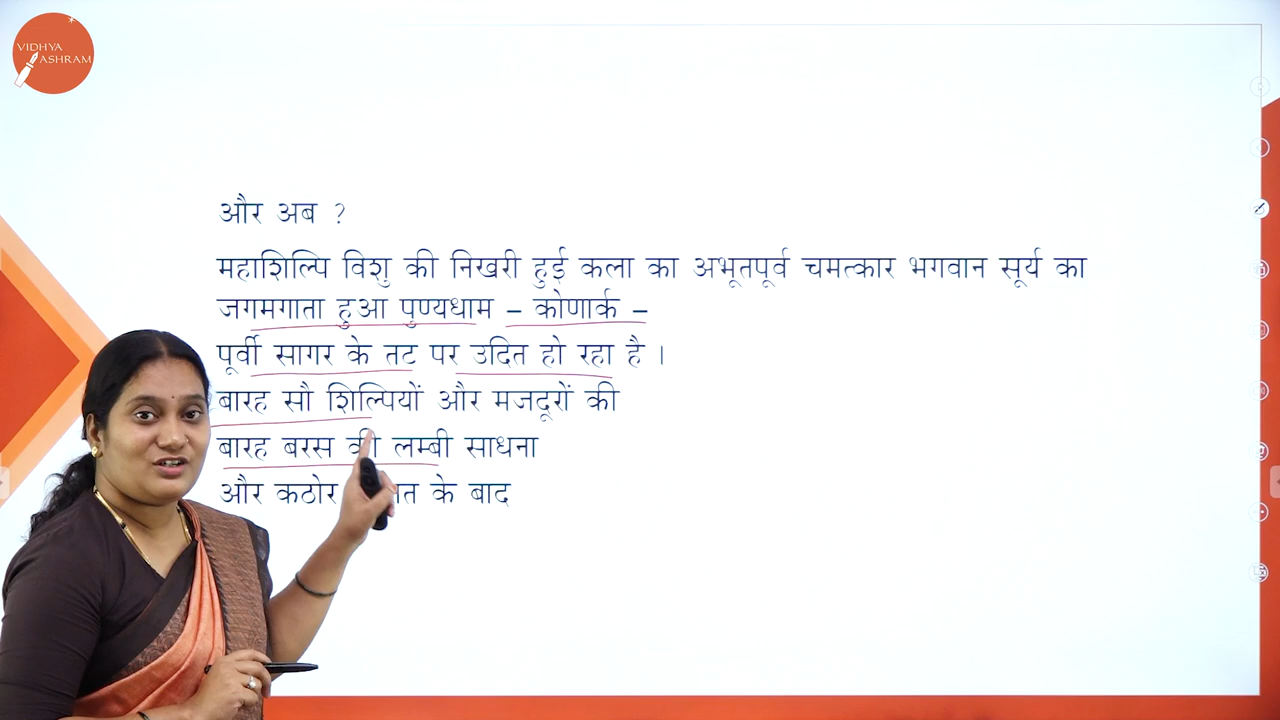 VIDHYA
ASHRAM
और अब ?
महाशिल्पि विशु की निखरी हुई कला का अभूतपूर्व चमत्कार भगवान सूर्य का
जगमगाता हुआ पुण्यधाम – कोणार्क –
पूर्वी सागर के तट पर उदित हो रहा है ।
बारह सौ शिल्पियों और मजदूरों की
बारह बरस की लम्बी साधना
और कठोर के बाद